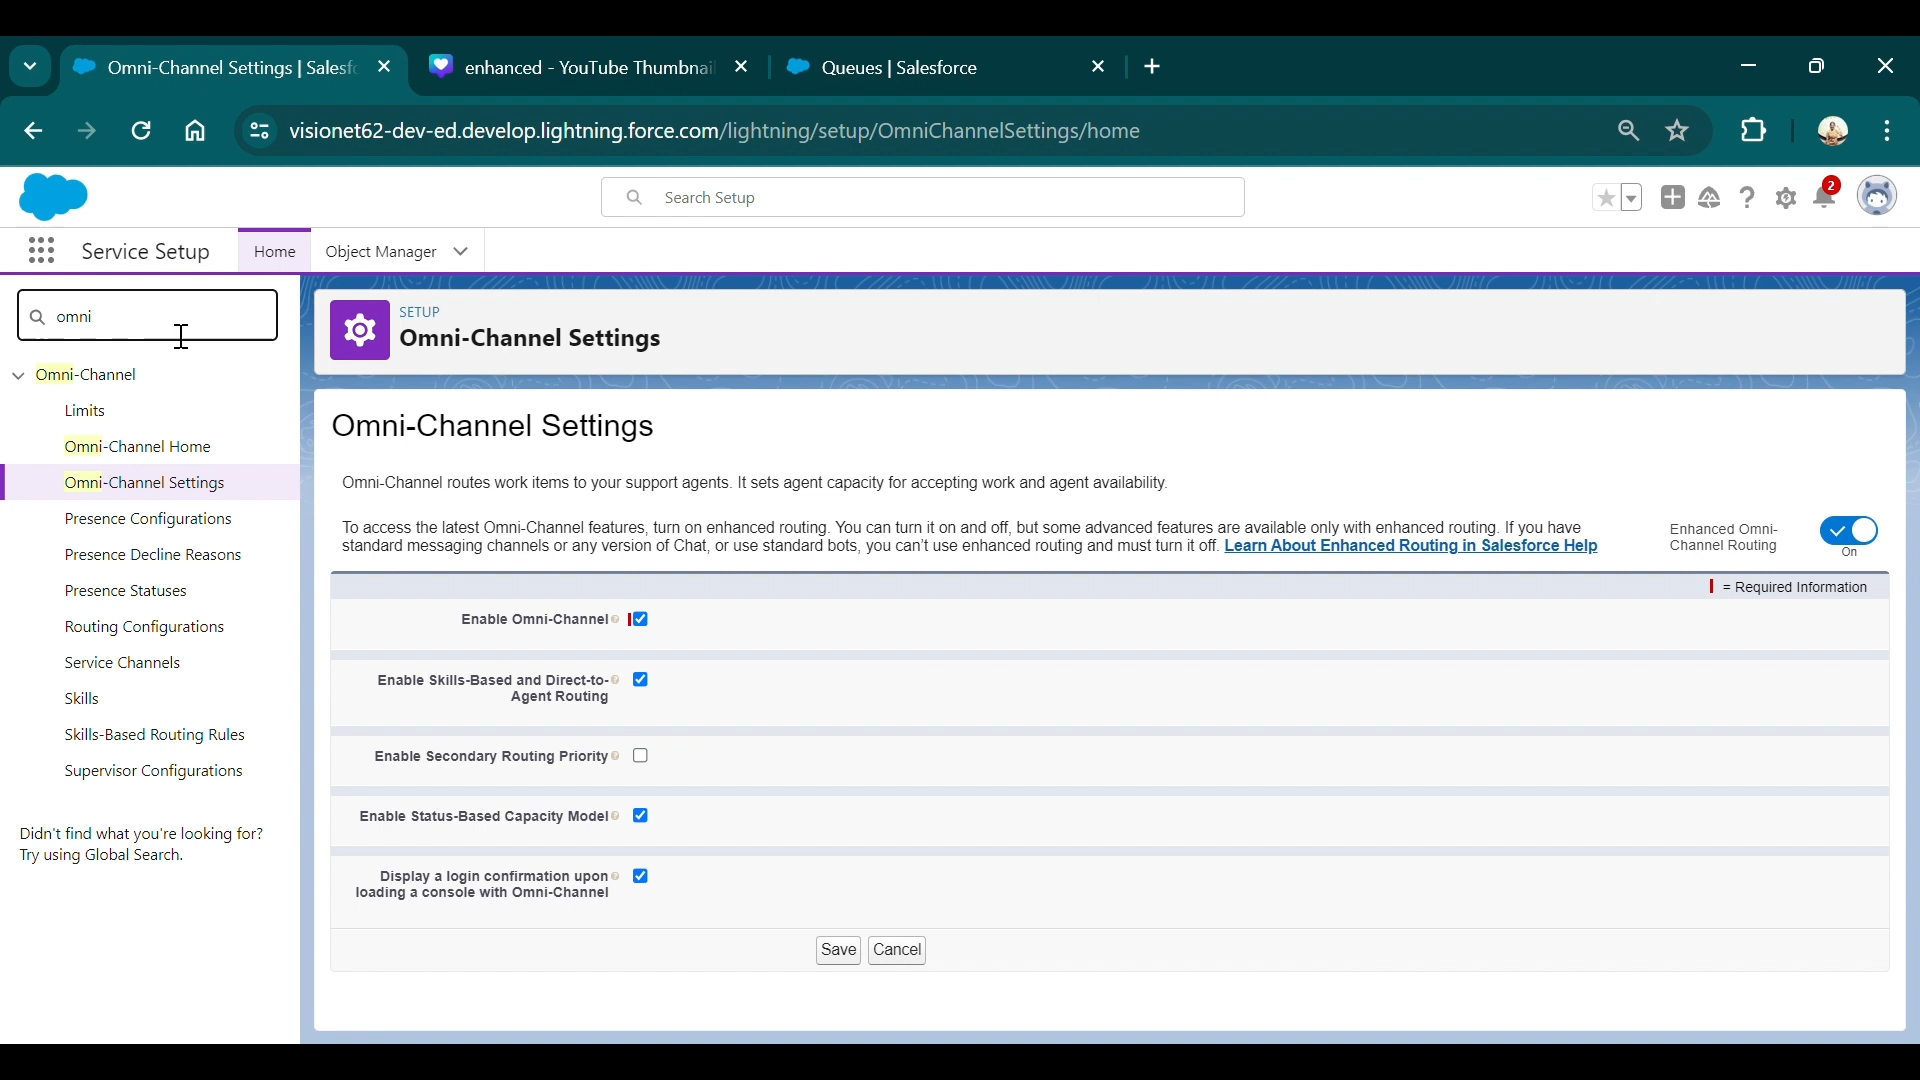 Omni-Channel Settings | Salesf
enhanced - YouTube Thumbnail
Queues | Salesforce
visionet62-dev-ed.develop.lightning.force.com/lightning/setup/OmniChannelSettings/home
Search Setup
2
Service Setup
Home
Object Manager
omni
Omni-Channel
Limits
Omni-Channel Home
Omni-Channel Settings
Presence Configurations
Presence Decline Reasons
Presence Statuses
Routing Configurations
Service Channels
Skills
Skills-Based Routing Rules
Supervisor Configurations
Didn't find what you're looking for?
Try using Global Search.
SETUP
Omni-Channel Settings
Omni-Channel Settings
Omni-Channel routes work items to your support agents. It sets agent capacity for accepting work and agent availability.
To access the latest Omni-Channel features, turn on enhanced routing. You can turn it on and off, but some advanced features are available only with enhanced routing. If you have
standard messaging channels or any version of Chat, or use standard bots, you can't use enhanced routing and must turn it off. Learn About Enhanced Routing in Salesforce Help
Enhanced Omni-
Channel Routing
On
= Required Information
Enable Omni-Channel
Enable Skills-Based and Direct-to-
Agent Routing
Enable Secondary Routing Priority
Enable Status-Based Capacity Model
Display a login confirmation upon
loading a console with Omni-Channel
Save
Cancel